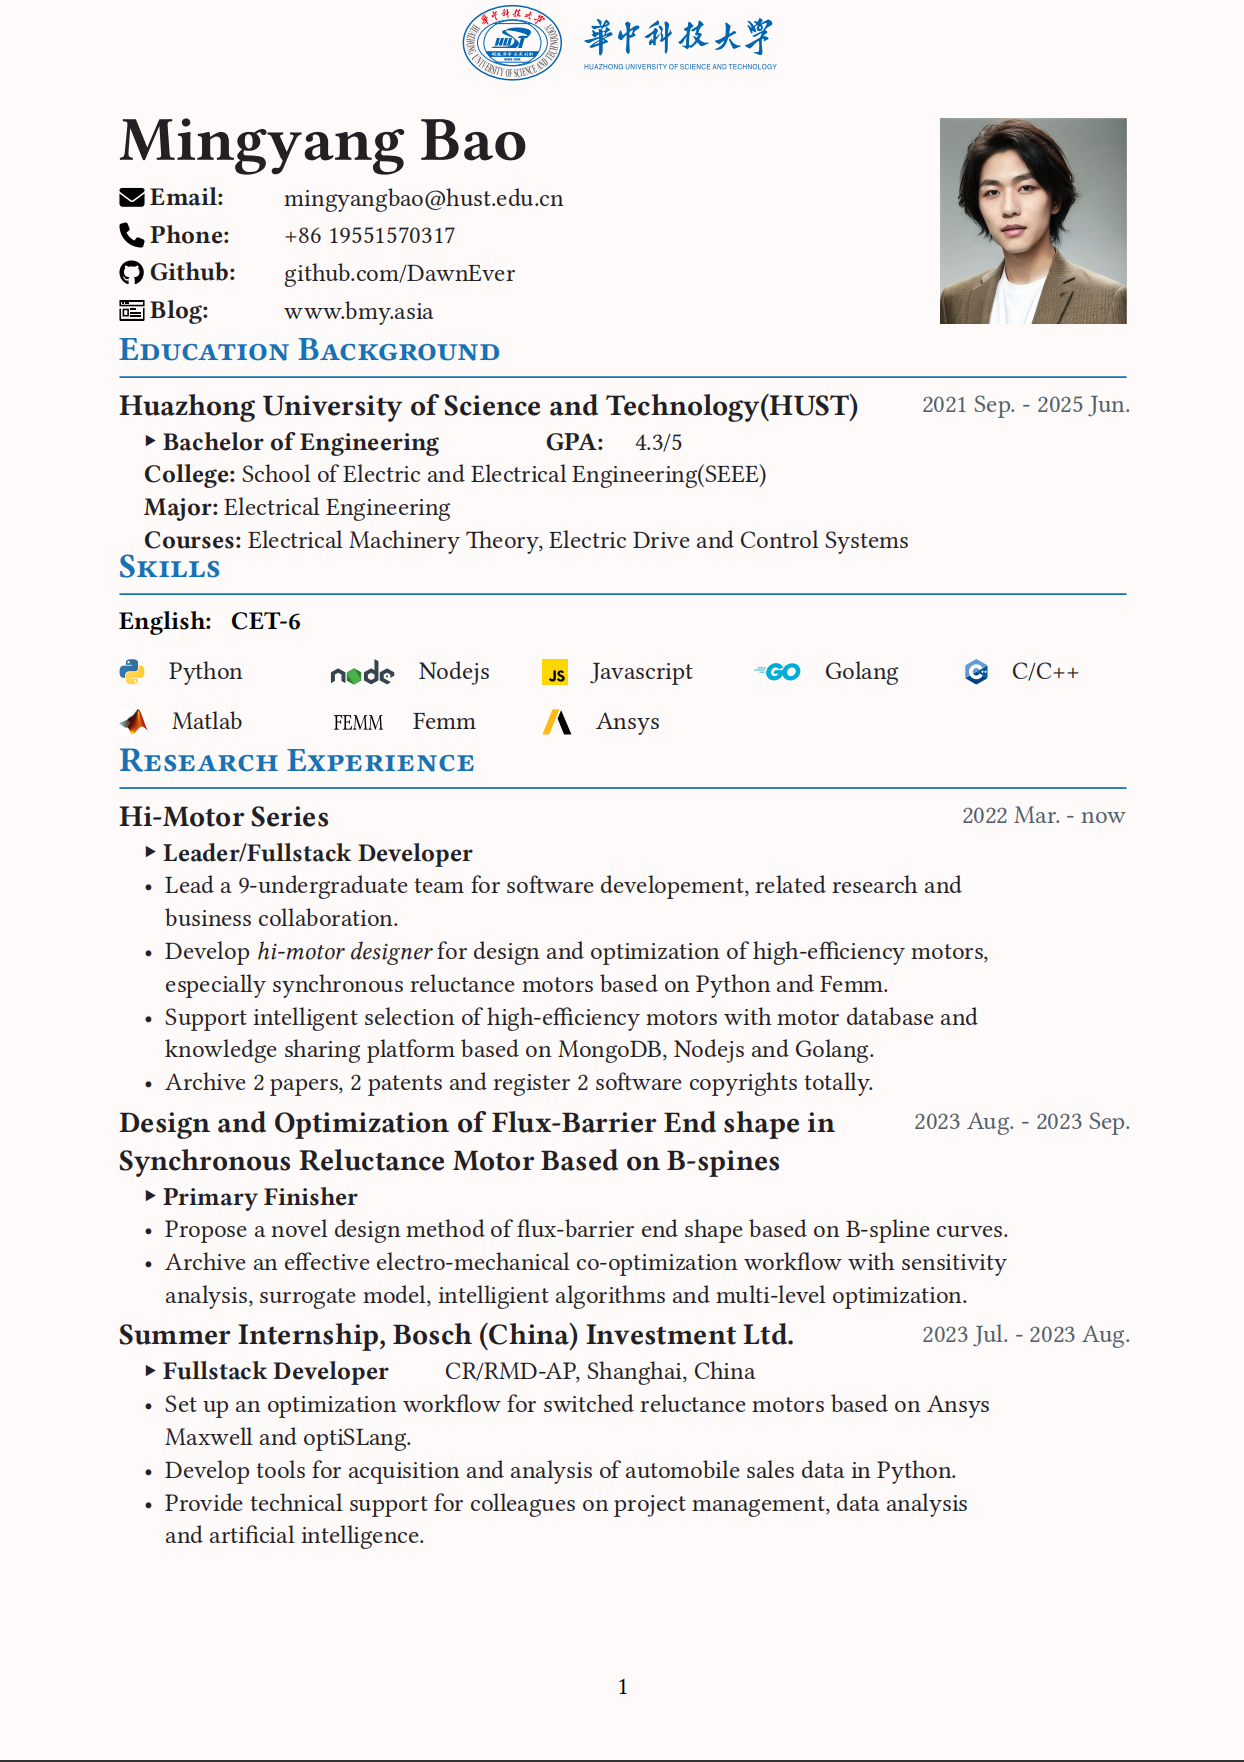 華中科技大学
HUAZHONG UNIVERSITY OF SCIENCE AND TECHNOLOGY
HUST
Mingyang Bao
Email: mingyangbao@hust.edu.cn
Phone: +86 19551570317
Github: github.com/DawnEver
Blog: www.bmy.asia
EDUCATION BACKGROUND
Huazhong University of Science and Technology(HUST) 2021 Sep. - 2025 Jun.
‣ Bachelor of Engineering GPA: 4.3/5
College: School of Electric and Electrical Engineering(SEEE)
Major: Electrical Engineering
Courses: Electrical Machinery Theory, Electric Drive and Control Systems
SKILLS
English: CET-6
Python node Nodejs JS Javascript GO Golang C C/C++
Matlab FEMM Femm Ansys
RESEARCH EXPERIENCE
Hi-Motor Series 2022 Mar. - now
‣ Leader/Fullstack Developer
• Lead a 9-undergraduate team for software developement, related research and
business collaboration.
• Develop hi-motor designer for design and optimization of high-efficiency motors,
especially synchronous reluctance motors based on Python and Femm.
• Support intelligent selection of high-efficiency motors with motor database and
knowledge sharing platform based on MongoDB, Nodejs and Golang.
• Archive 2 papers, 2 patents and register 2 software copyrights totally.
Design and Optimization of Flux-Barrier End shape in 2023 Aug. - 2023 Sep.
Synchronous Reluctance Motor Based on B-spines
‣ Primary Finisher
• Propose a novel design method of flux-barrier end shape based on B-spline curves.
• Archive an effective electro-mechanical co-optimization workflow with sensitivity
analysis, surrogate model, intelligient algorithms and multi-level optimization.
Summer Internship, Bosch (China) Investment Ltd. 2023 Jul. - 2023 Aug.
‣ Fullstack Developer CR/RMD-AP, Shanghai, China
• Set up an optimization workflow for switched reluctance motors based on Ansys
Maxwell and optiSLang.
• Develop tools for acquisition and analysis of automobile sales data in Python.
• Provide technical support for colleagues on project management, data analysis
and artificial intelligence.
1